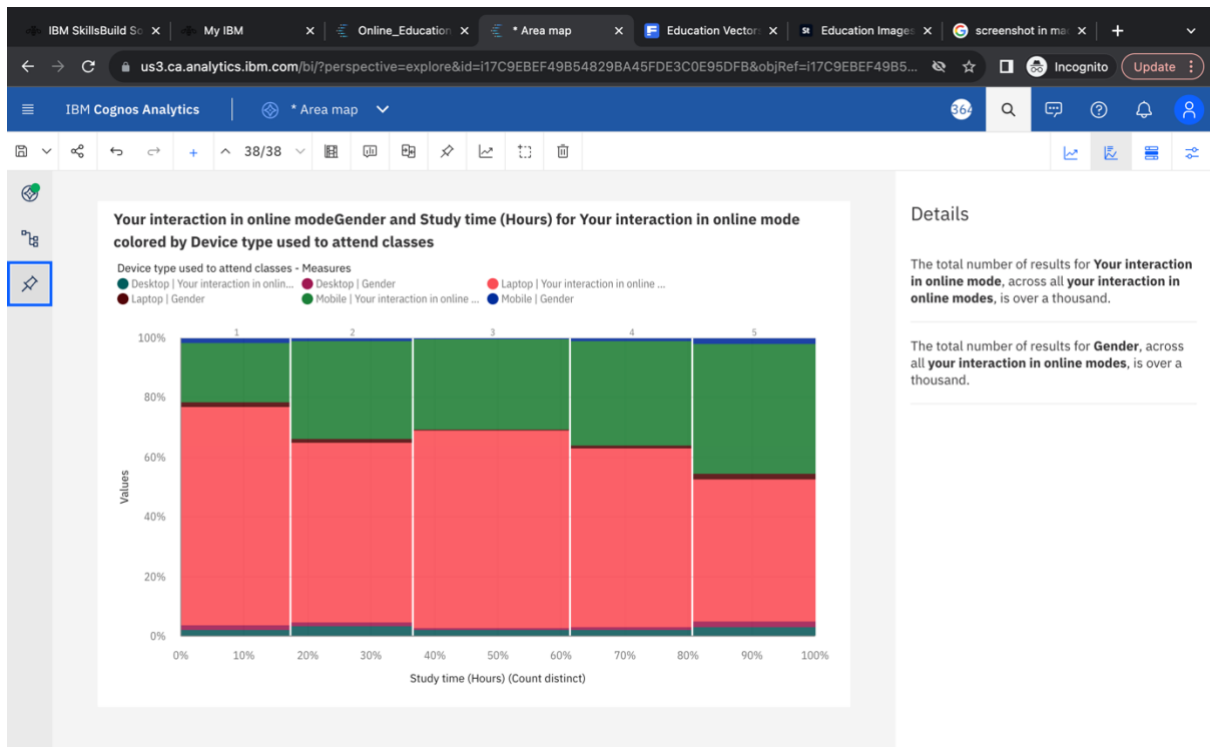 IBM SkillsBuild So
My IBM
Online_Education
* Area map
Education Vector
Education Images
screenshot in mac
us3.ca.analytics.ibm.com/bi/?perspective=explore&id=i17C9EBEF49B54829BA45FDE3C0E95DFB&objRef=i17C9EBEF49B5...
Incognito
Update
IBM Cognos Analytics
* Area map
364
38/38
Your interaction in online modeGender and Study time (Hours) for Your interaction in online mode
colored by Device type used to attend classes
Device type used to attend classes - Measures
Desktop | Your interaction in onlin... Desktop | Gender Laptop | Your interaction in online ...
Laptop | Gender Mobile | Your interaction in online ... Mobile | Gender
1 2 3 4 5
100%
80%
60%
40%
20%
0%
Values
0% 10% 20% 30% 40% 50% 60% 70% 80% 90% 100%
Study time (Hours) (Count distinct)
Details
The total number of results for Your interaction
in online mode, across all your interaction in
online modes, is over a thousand.
The total number of results for Gender, across
all your interaction in online modes, is over a
thousand.